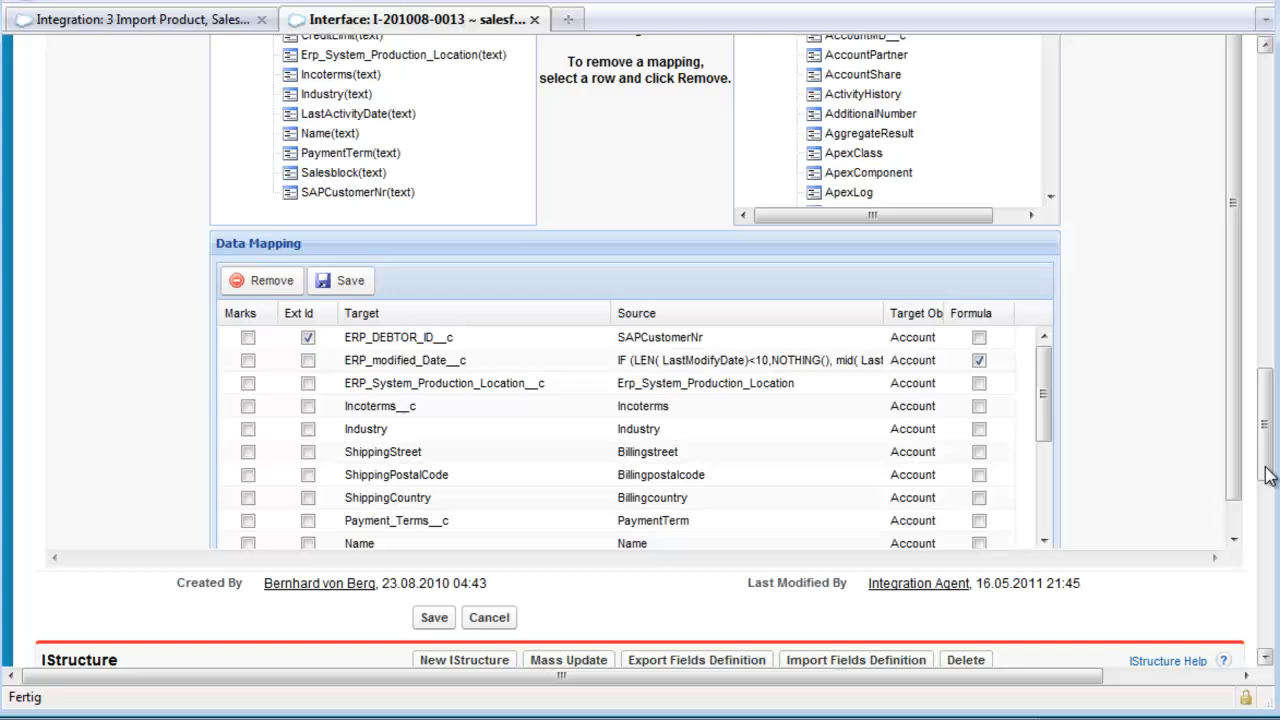 Integration: 3 Import Product, Sales...
Interface: I-201008-0013 ~ salesf...
CreditLimit(text)
Erp_System_Production_Location(text)
Incoterms(text)
Industry(text)
LastActivityDate(text)
Name(text)
PaymentTerm(text)
Salesblock(text)
SAPCustomerNr(text)
To remove a mapping,
select a row and click Remove.
AccountMD__c
AccountPartner
AccountShare
ActivityHistory
AdditionalNumber
AggregateResult
ApexClass
ApexComponent
ApexLog
Data Mapping
Remove Save
Marks Ext Id Target Source Target Ob Formula
ERP_DEBTOR_ID__c SAPCustomerNr Account
ERP_modified_Date__c IF (LEN( LastModifyDate)<10,NOTHING(), mid( Last Account
ERP_System_Production_Location__c Erp_System_Production_Location Account
Incoterms__c Incoterms Account
Industry Industry Account
ShippingStreet Billingstreet Account
ShippingPostalCode Billingpostalcode Account
ShippingCountry Billingcountry Account
Payment_Terms__c PaymentTerm Account
Name Name Account
Created By Bernhard von Berg, 23.08.2010 04:43 Last Modified By Integration Agent, 16.05.2011 21:45
Save Cancel
IStructure New IStructure Mass Update Export Fields Definition Import Fields Definition Delete IStructure Help ?
Fertig